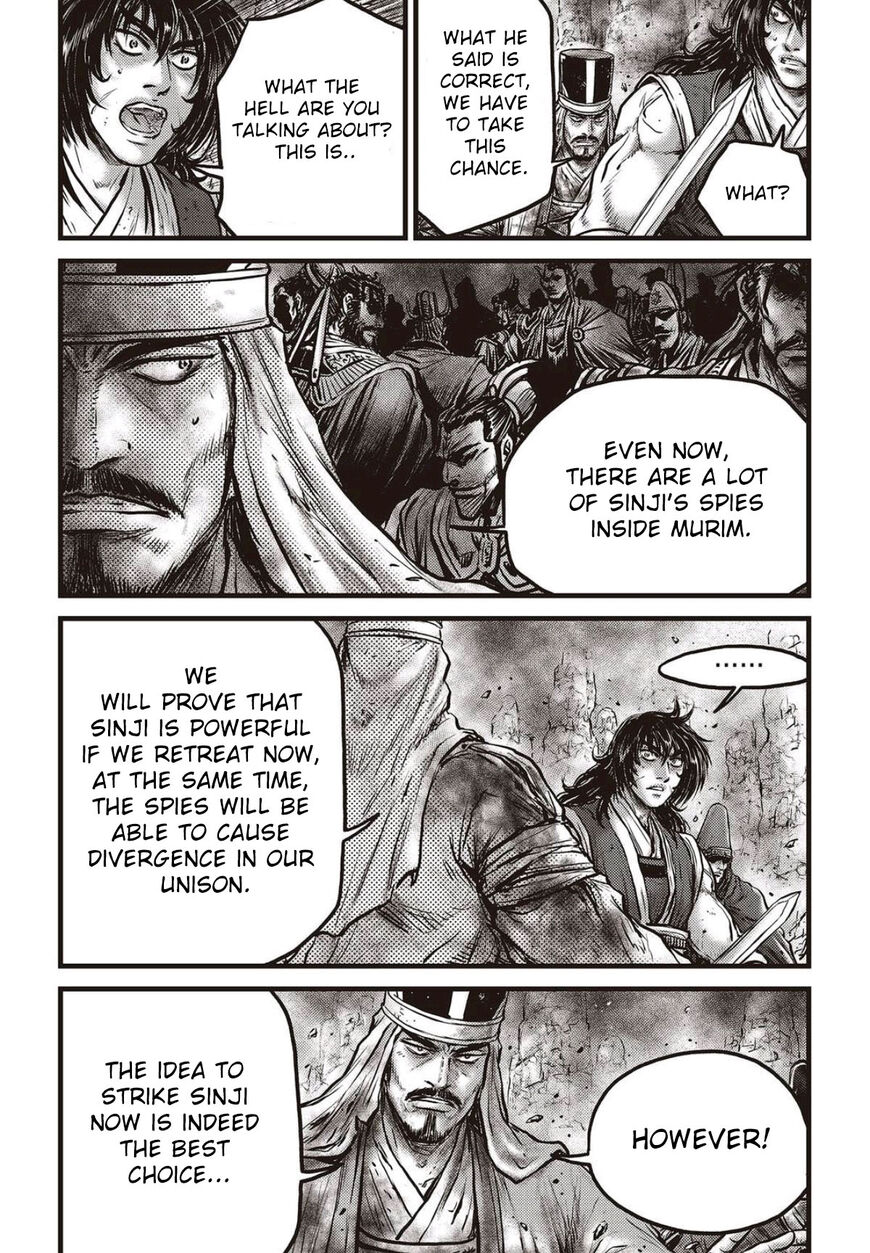 WHAT THE
HELL ARE YOU
TALKING ABOUT?
THIS IS..
WHAT HE
SAID IS
CORRECT,
WE HAVE
TO TAKE
THIS
CHANCE.
WHAT?
EVEN NOW,
THERE ARE A LOT
OF SINJI'S SPIES
INSIDE MURIM.
WE
WILL PROVE THAT
SINJI IS POWERFUL
IF WE RETREAT NOW,
AT THE SAME TIME,
THE SPIES WILL BE
ABLE TO CAUSE
DIVERGENCE IN OUR
UNISON.
......
THE IDEA TO
STRIKE SINJI
NOW IS INDEED
THE BEST
CHOICE...
HOWEVER!